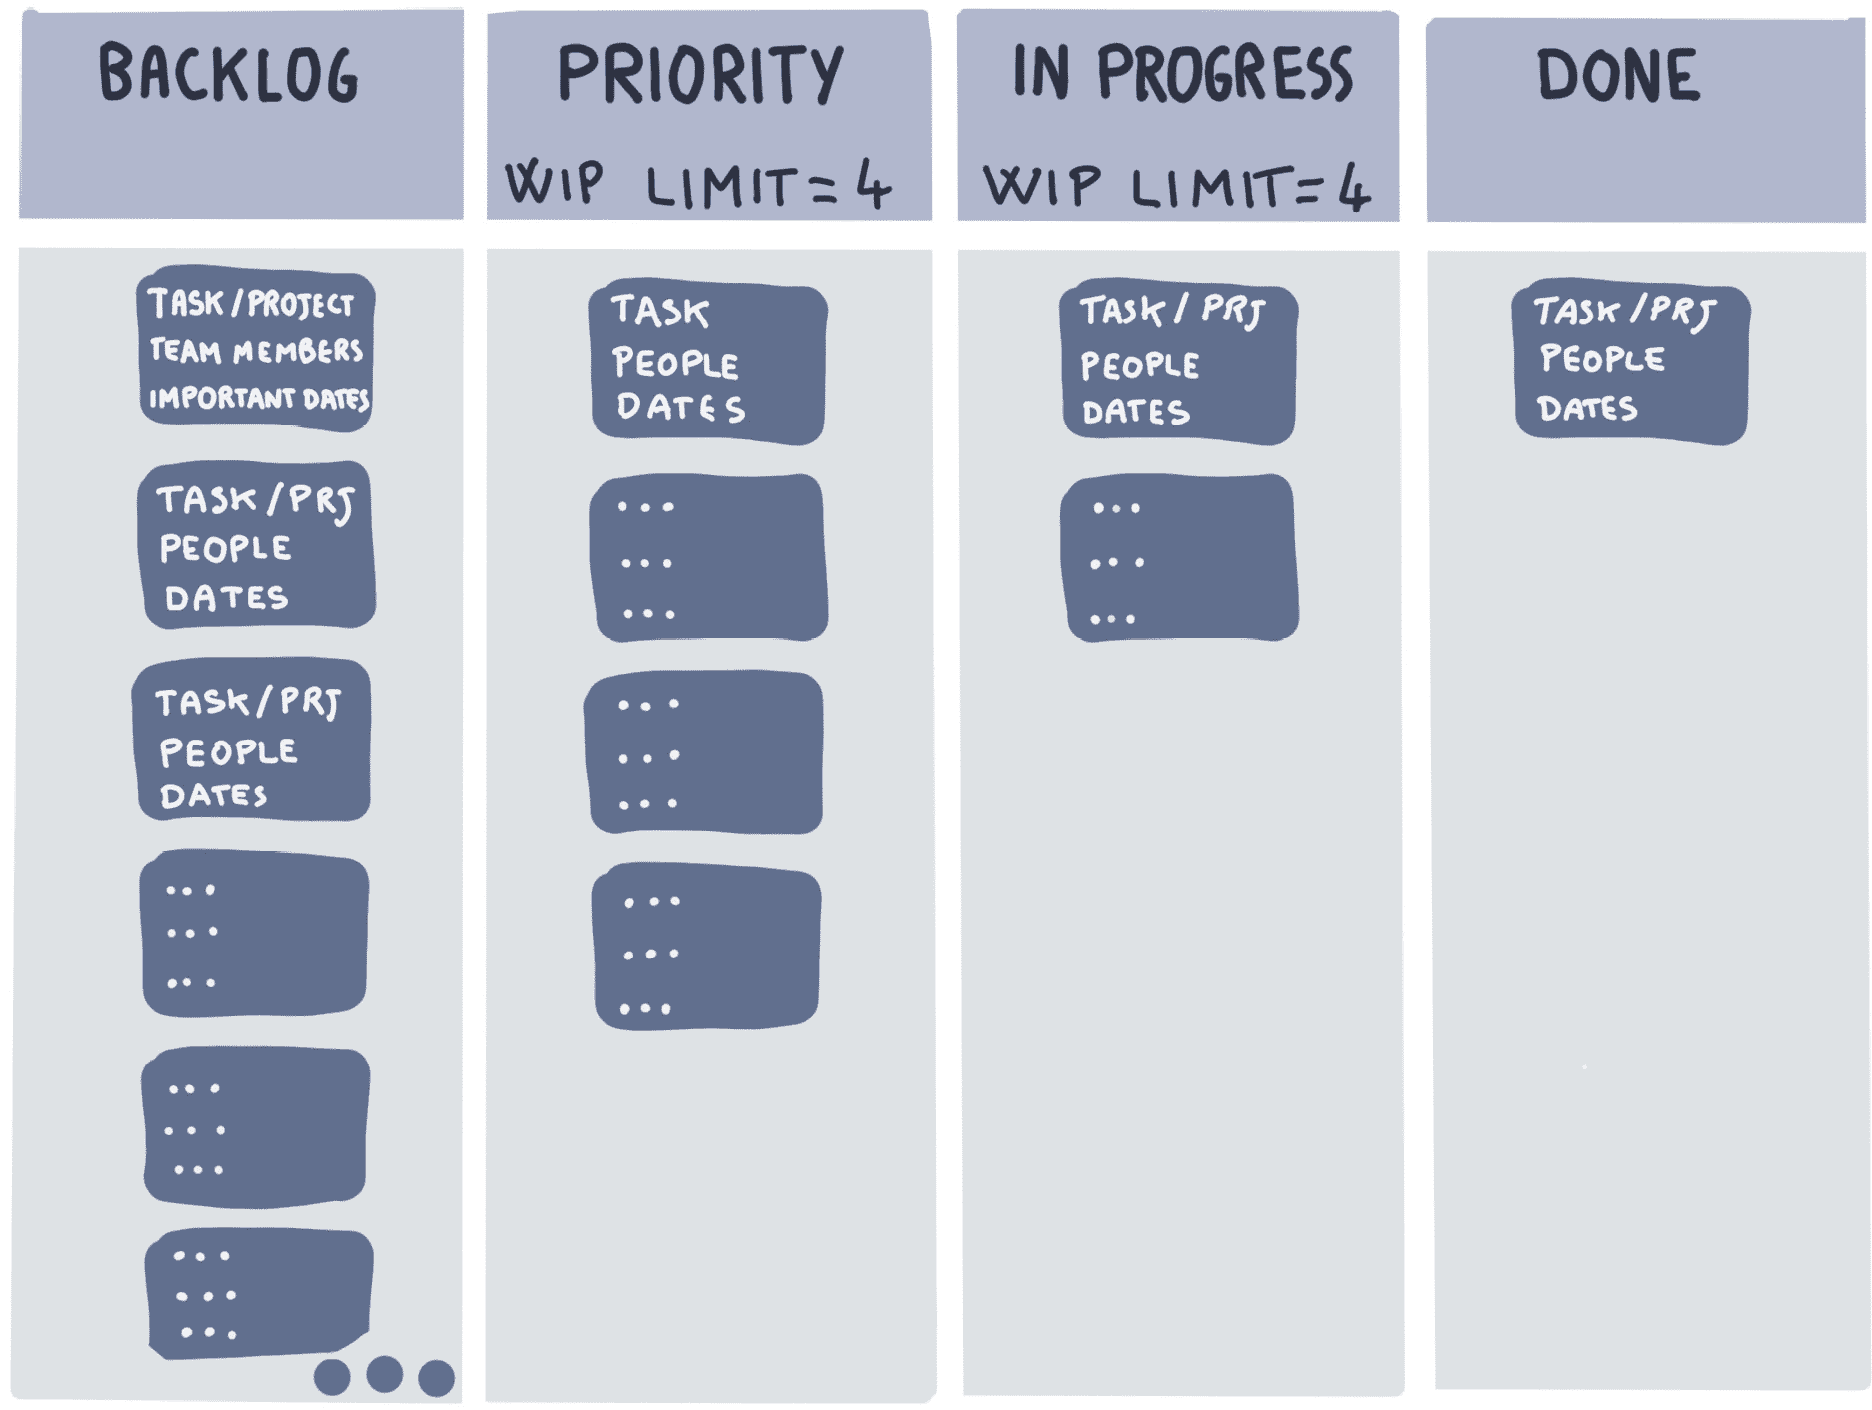 BACKLOG
TASK/PROJECT
TEAM MEMBERS
IMPORTANT DATES
TASK/PRJ
PEOPLE
DATES
TASK/PRJ
PEOPLE
DATES
...
...
...
...
...
...
...
...
...
PRIORITY
WIP LIMIT=4
TASK
PEOPLE
DATES
...
...
...
...
...
...
...
...
...
IN PROGRESS
WIP LIMIT=4
TASK/PRJ
PEOPLE
DATES
...
...
...
DONE
TASK/PRJ
PEOPLE
DATES